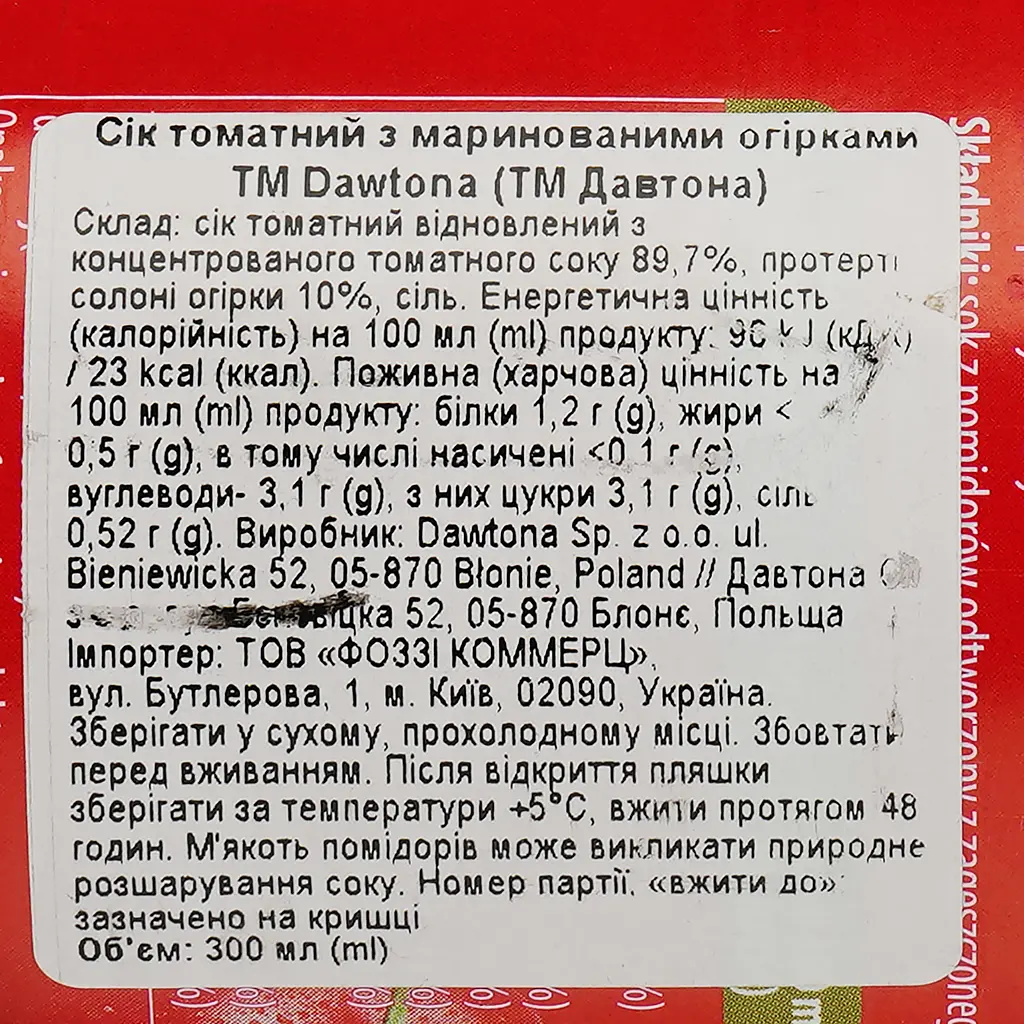 Сік томатний з маринованими огірками
ТМ Dawtona (ТМ Давтона)
Склад: сік томатний відновлений з
концентрованого томатного соку 89,7%, протерті
солоні огірки 10%, сіль. Енергетична цінність
(калорійність) на 100 мл (ml) продукту:
/ 23 kcal (ккал). Поживна (харчова) цінність на
100 мл (ml) продукту: білки 1,2 г (g), жири <
0,5 г (g), в тому числі насичені <0,1 г (g),
вуглеводи- 3,1 г (g), з них цукри 3,1 г (g), сіль
0,52 г (g). Виробник: Dawtona Sp. z o.o. ul.
Bieniewicka 52, 05-870 Błonie, Poland // Давтона
52, 05-870 Блонє, Польща
Імпортер: ТОВ «ФОЗЗІ КОММЕРЦ»,
вул. Бутлерова, 1, м. Київ, 02090, Україна.
Зберігати у сухому, прохолодному місці. Збовтати
перед вживанням. Після відкриття пляшки
зберігати за температури +5°C, вжити протягом 48
годин. М'якоть помідорів може викликати природне
розшарування соку. Номер партії, «вжити до»:
зазначено на кришці
Об'єм: 300 мл (ml)
Składniki: sok z pomidorów odtworzony z